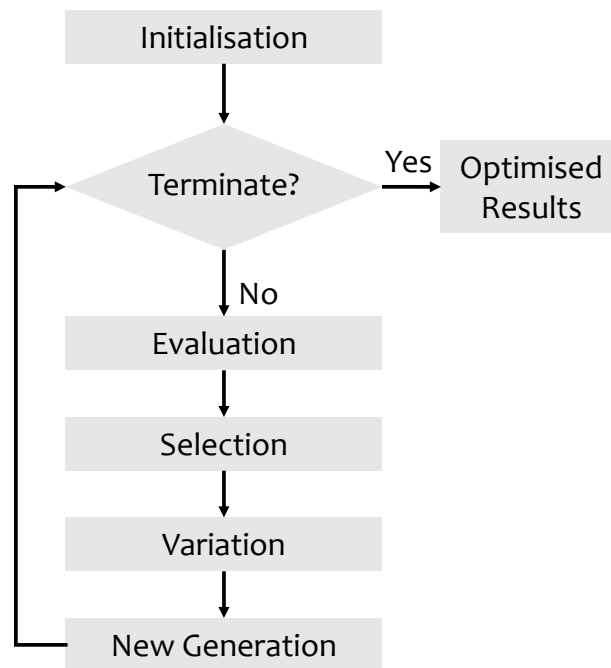 Initialisation
Terminate?
Yes
Optimised
Results
No
Evaluation
Selection
Variation
New Generation